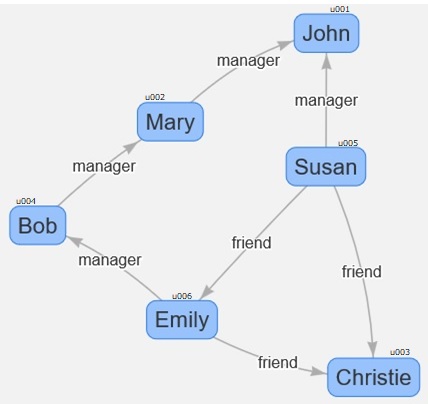 u001
John
manager
u002
Mary
manager
u005
Susan
manager
u004
Bob
friend
manager
friend
u006
Emily
friend
u003
Christie